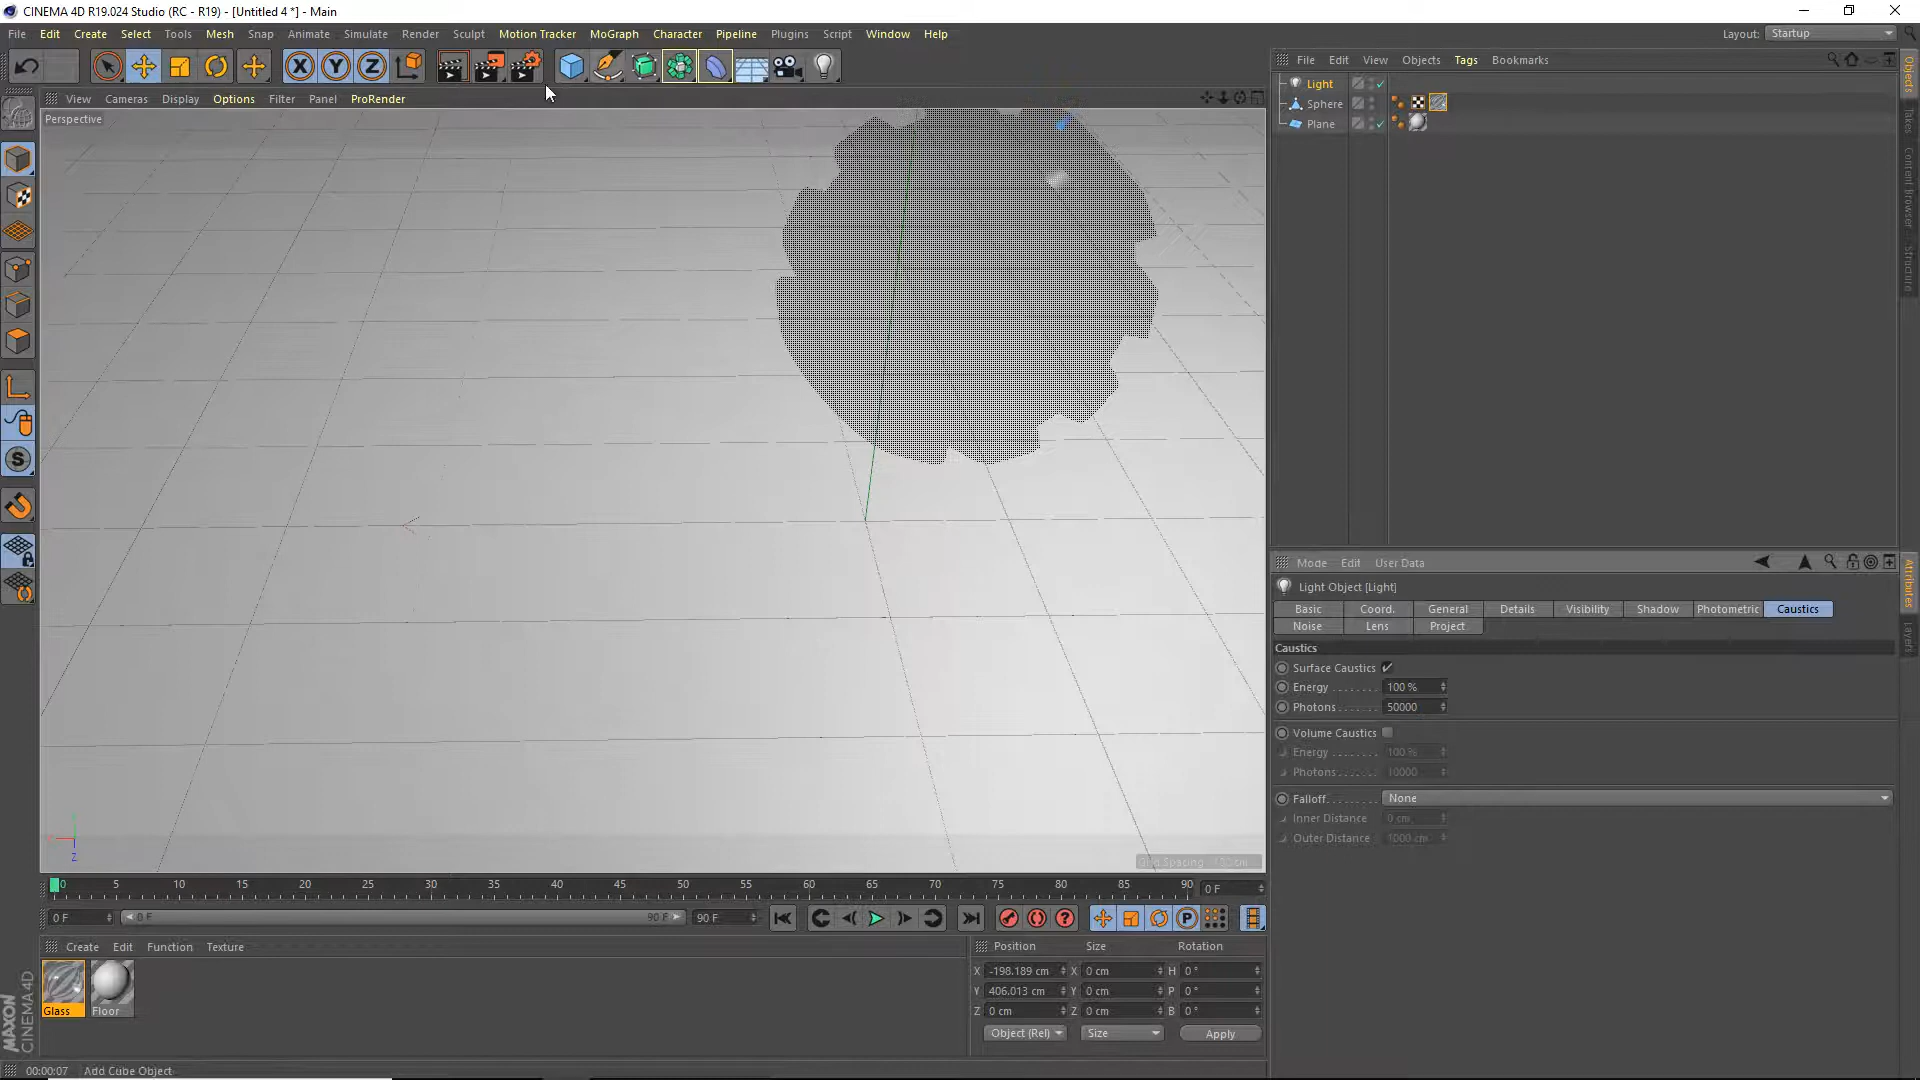 CINEMA 4D R19.024 Studio (RC - R19) - [Untitled 4 *] - Main
File Edit Create Select Tools Mesh Snap Animate Simulate Render Sculpt Motion Tracker MoGraph Character Pipeline Plugins Script Window Help
Layout: Startup
X Y Z
File Edit View Objects Tags Bookmarks
Light
Sphere
Plane
View Cameras Display Options Filter Panel ProRender
Perspective
S
Objects
Takes
Content Browser
Structure
Mode Edit User Data
Light Object [Light]
Basic Coord. General Details Visibility Shadow Photometric Caustics
Noise Lens Project
Caustics
Surface Caustics
Energy 100 %
Photons 50000
Volume Caustics
Energy 100 %
Photons 10000
Falloff None
Inner Distance 0 cm
Outer Distance 1000 cm
Attributes
Layers
Z
0 5 10 15 20 25 30 35 40 45 50 55 60 65 70 75 80 85 90 0 F
0 F 0 F 90 F 90 F
P
Create Edit Function Texture
Glass Floor
Position Size Rotation
X -198.189 cm X 0 cm H 0 °
Y 406.013 cm Y 0 cm P 0 °
Z 0 cm Z 0 cm B 0 °
Object (Rel) Size Apply
MAXON
CINEMA 4D
00:00:07 Add Cube Object